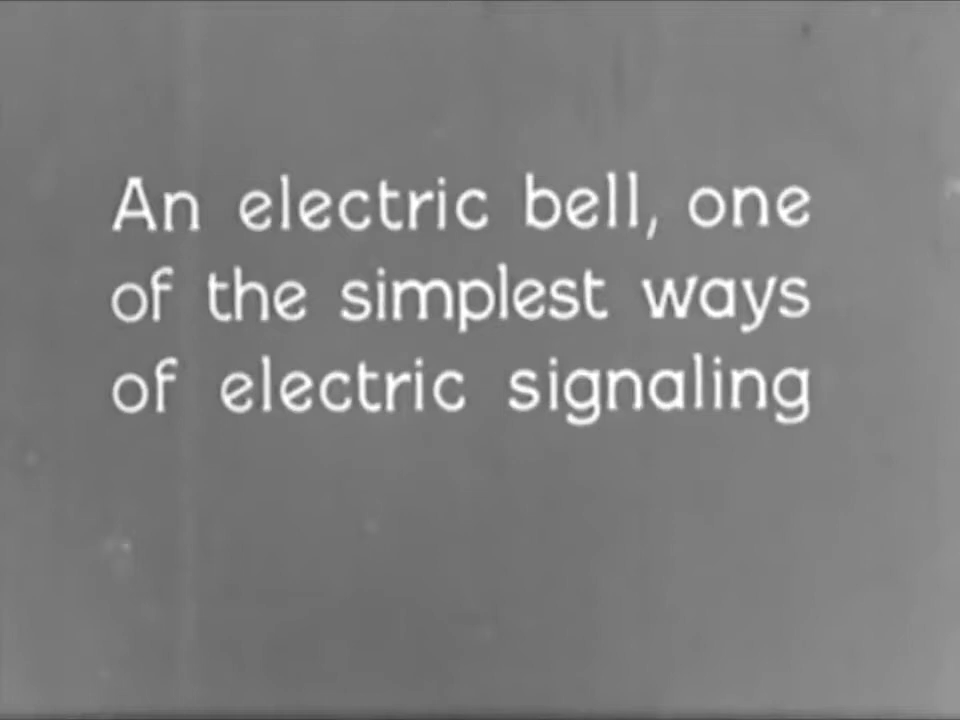 An electric bell, one
of the simplest ways
of electric signaling